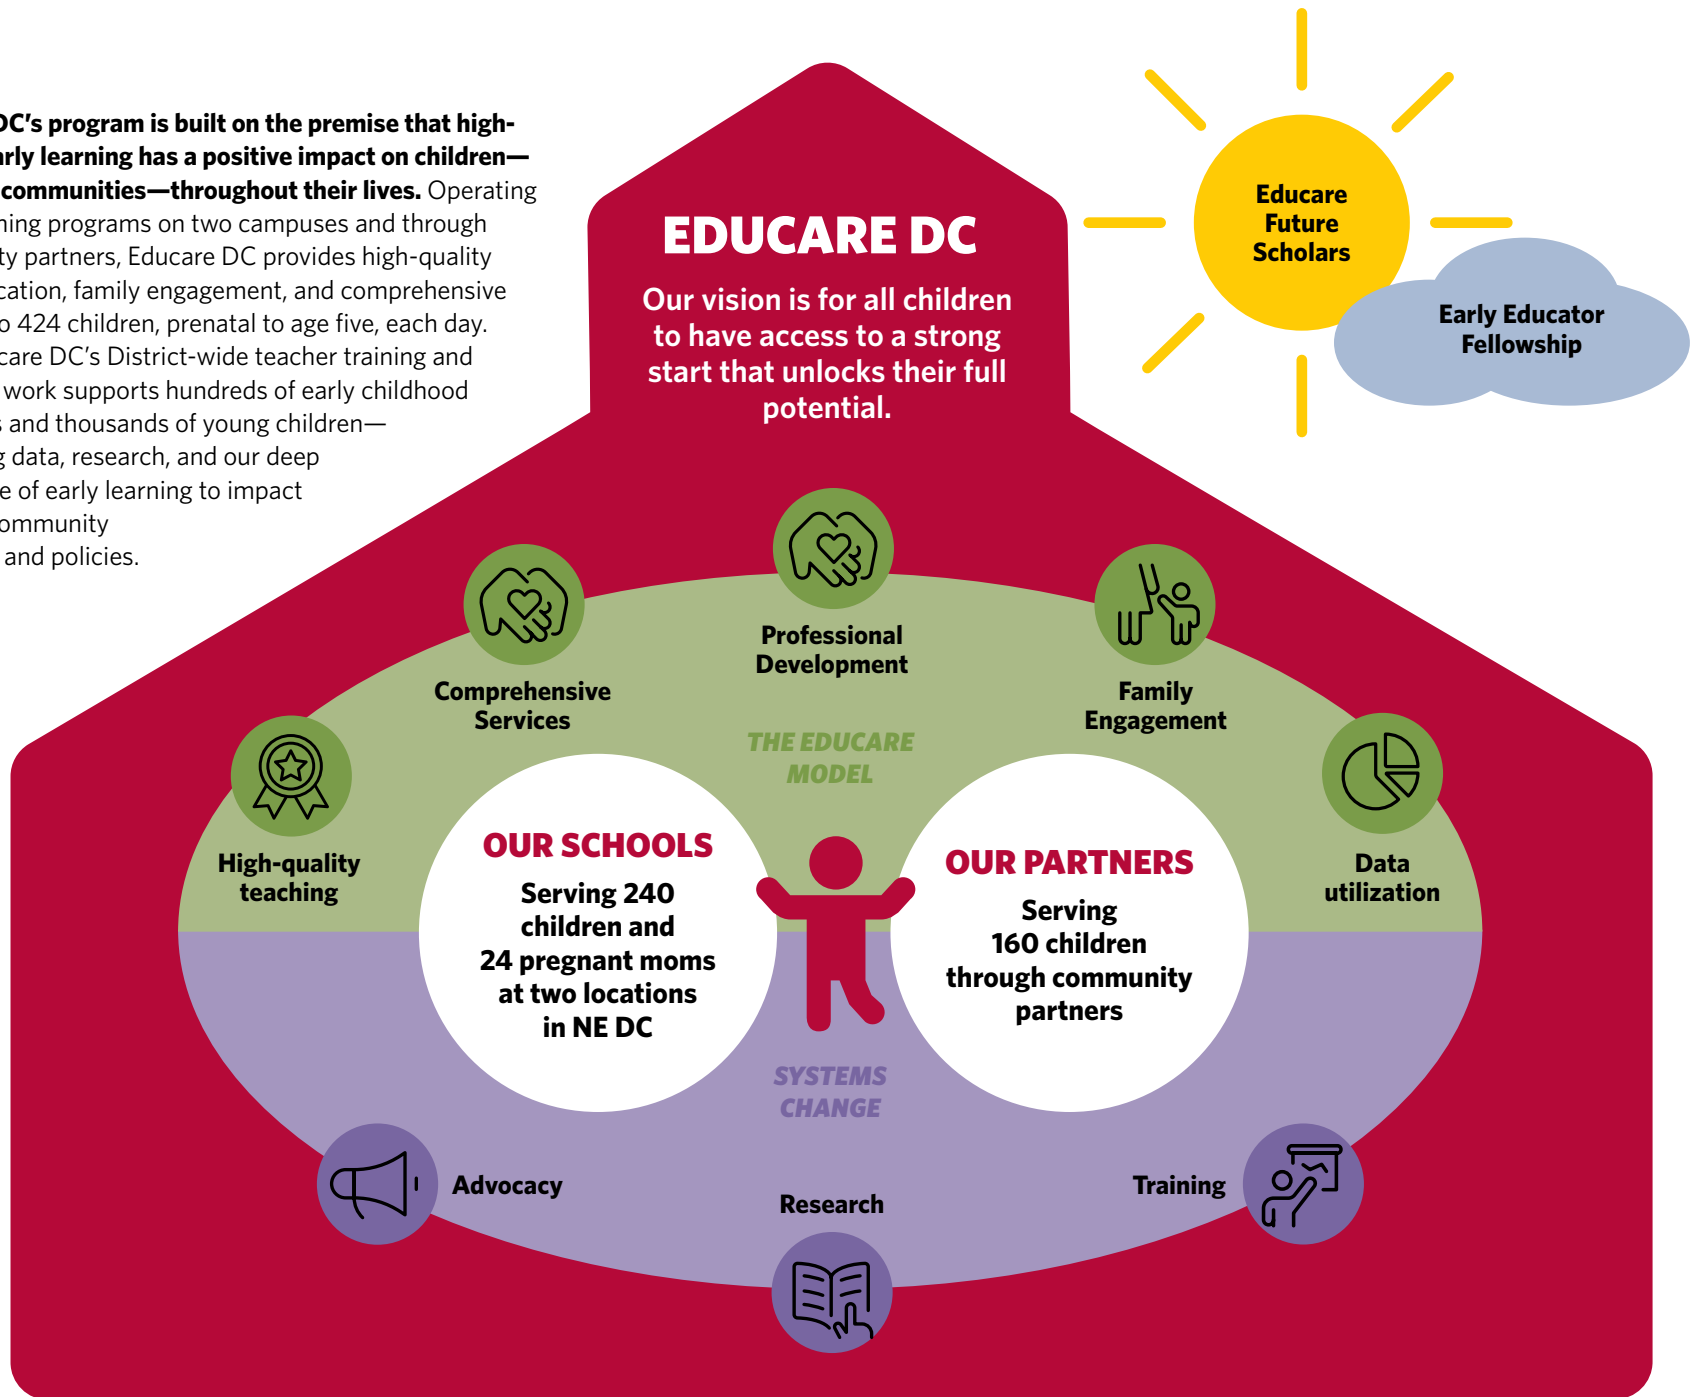 DC's program is built on the premise that high-
early learning has a positive impact on children—
communities—throughout their lives. Operating
programs on two campuses and through
partners, Educare DC provides high-quality
family engagement, and comprehensive
424 children, prenatal to age five, each day.
DC's District-wide teacher training and
work supports hundreds of early childhood
and thousands of young children—
data, research, and our deep
of early learning to impact
and policies.
EDUCARE DC
Our vision is for all children
to have access to a strong
start that unlocks their full
potential.
Educare
Future
Scholars
Early Educator
Fellowship
Professional
Development
Comprehensive
Services
Family
Engagement
High-quality
teaching
Data
utilization
THE EDUCARE
MODEL
OUR SCHOOLS
Serving 240
children and
24 pregnant moms
at two locations
in NE DC
OUR PARTNERS
Serving
160 children
through community
partners
SYSTEMS
CHANGE
Advocacy
Research
Training